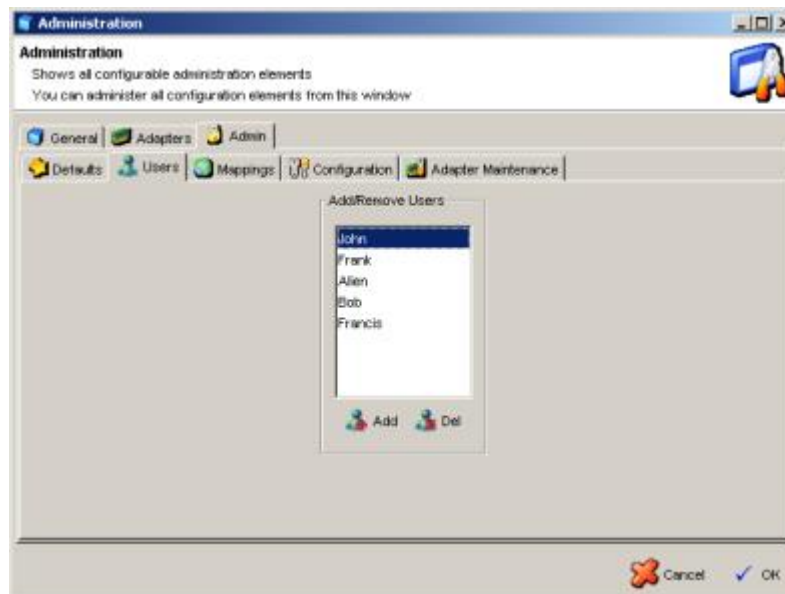 Administration
Administration
Shows all configurable administration elements
You can administer all configuration elements from this window
General Adapters Admin
Defaults Users Mappings Configuration Adapter Maintenance
Add/Remove Users
John
Frank
Allen
Bob
Francis
Add Del
Cancel OK